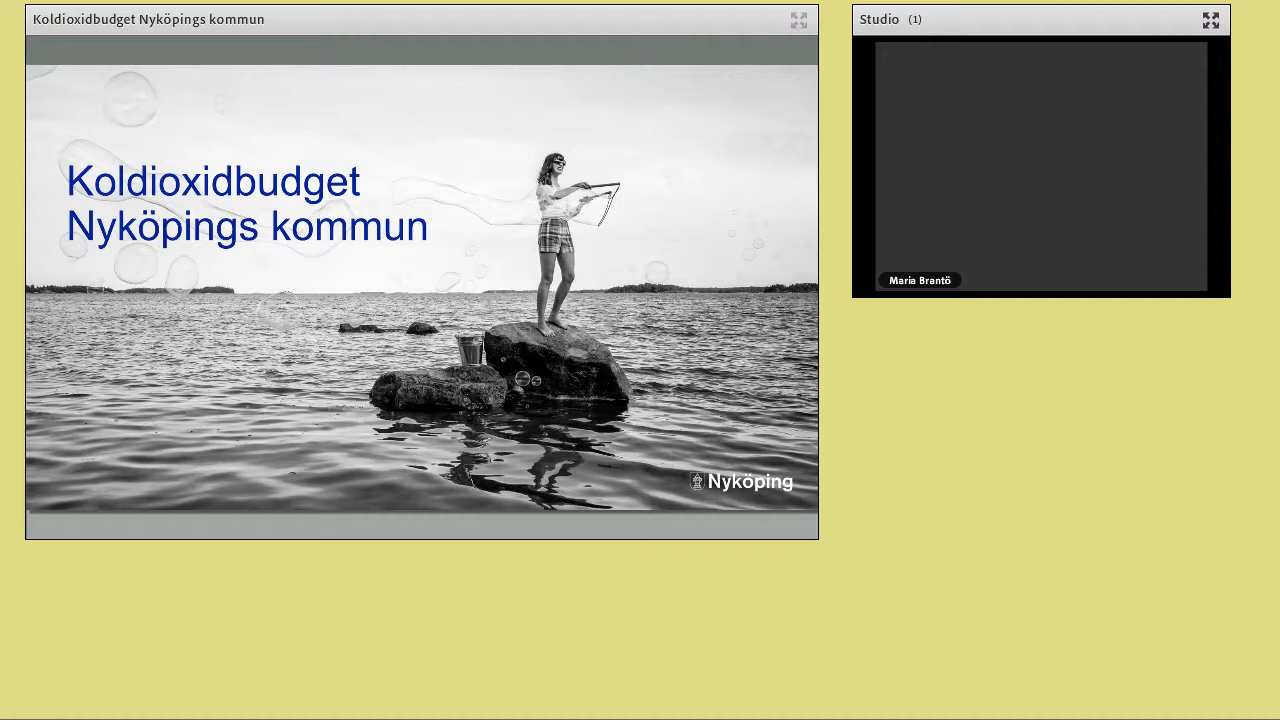 Koldioxidbudget Nyköpings kommun
Studio (1)
Koldioxidbudget
Nyköpings kommun
Maria Brantö
Nyköping